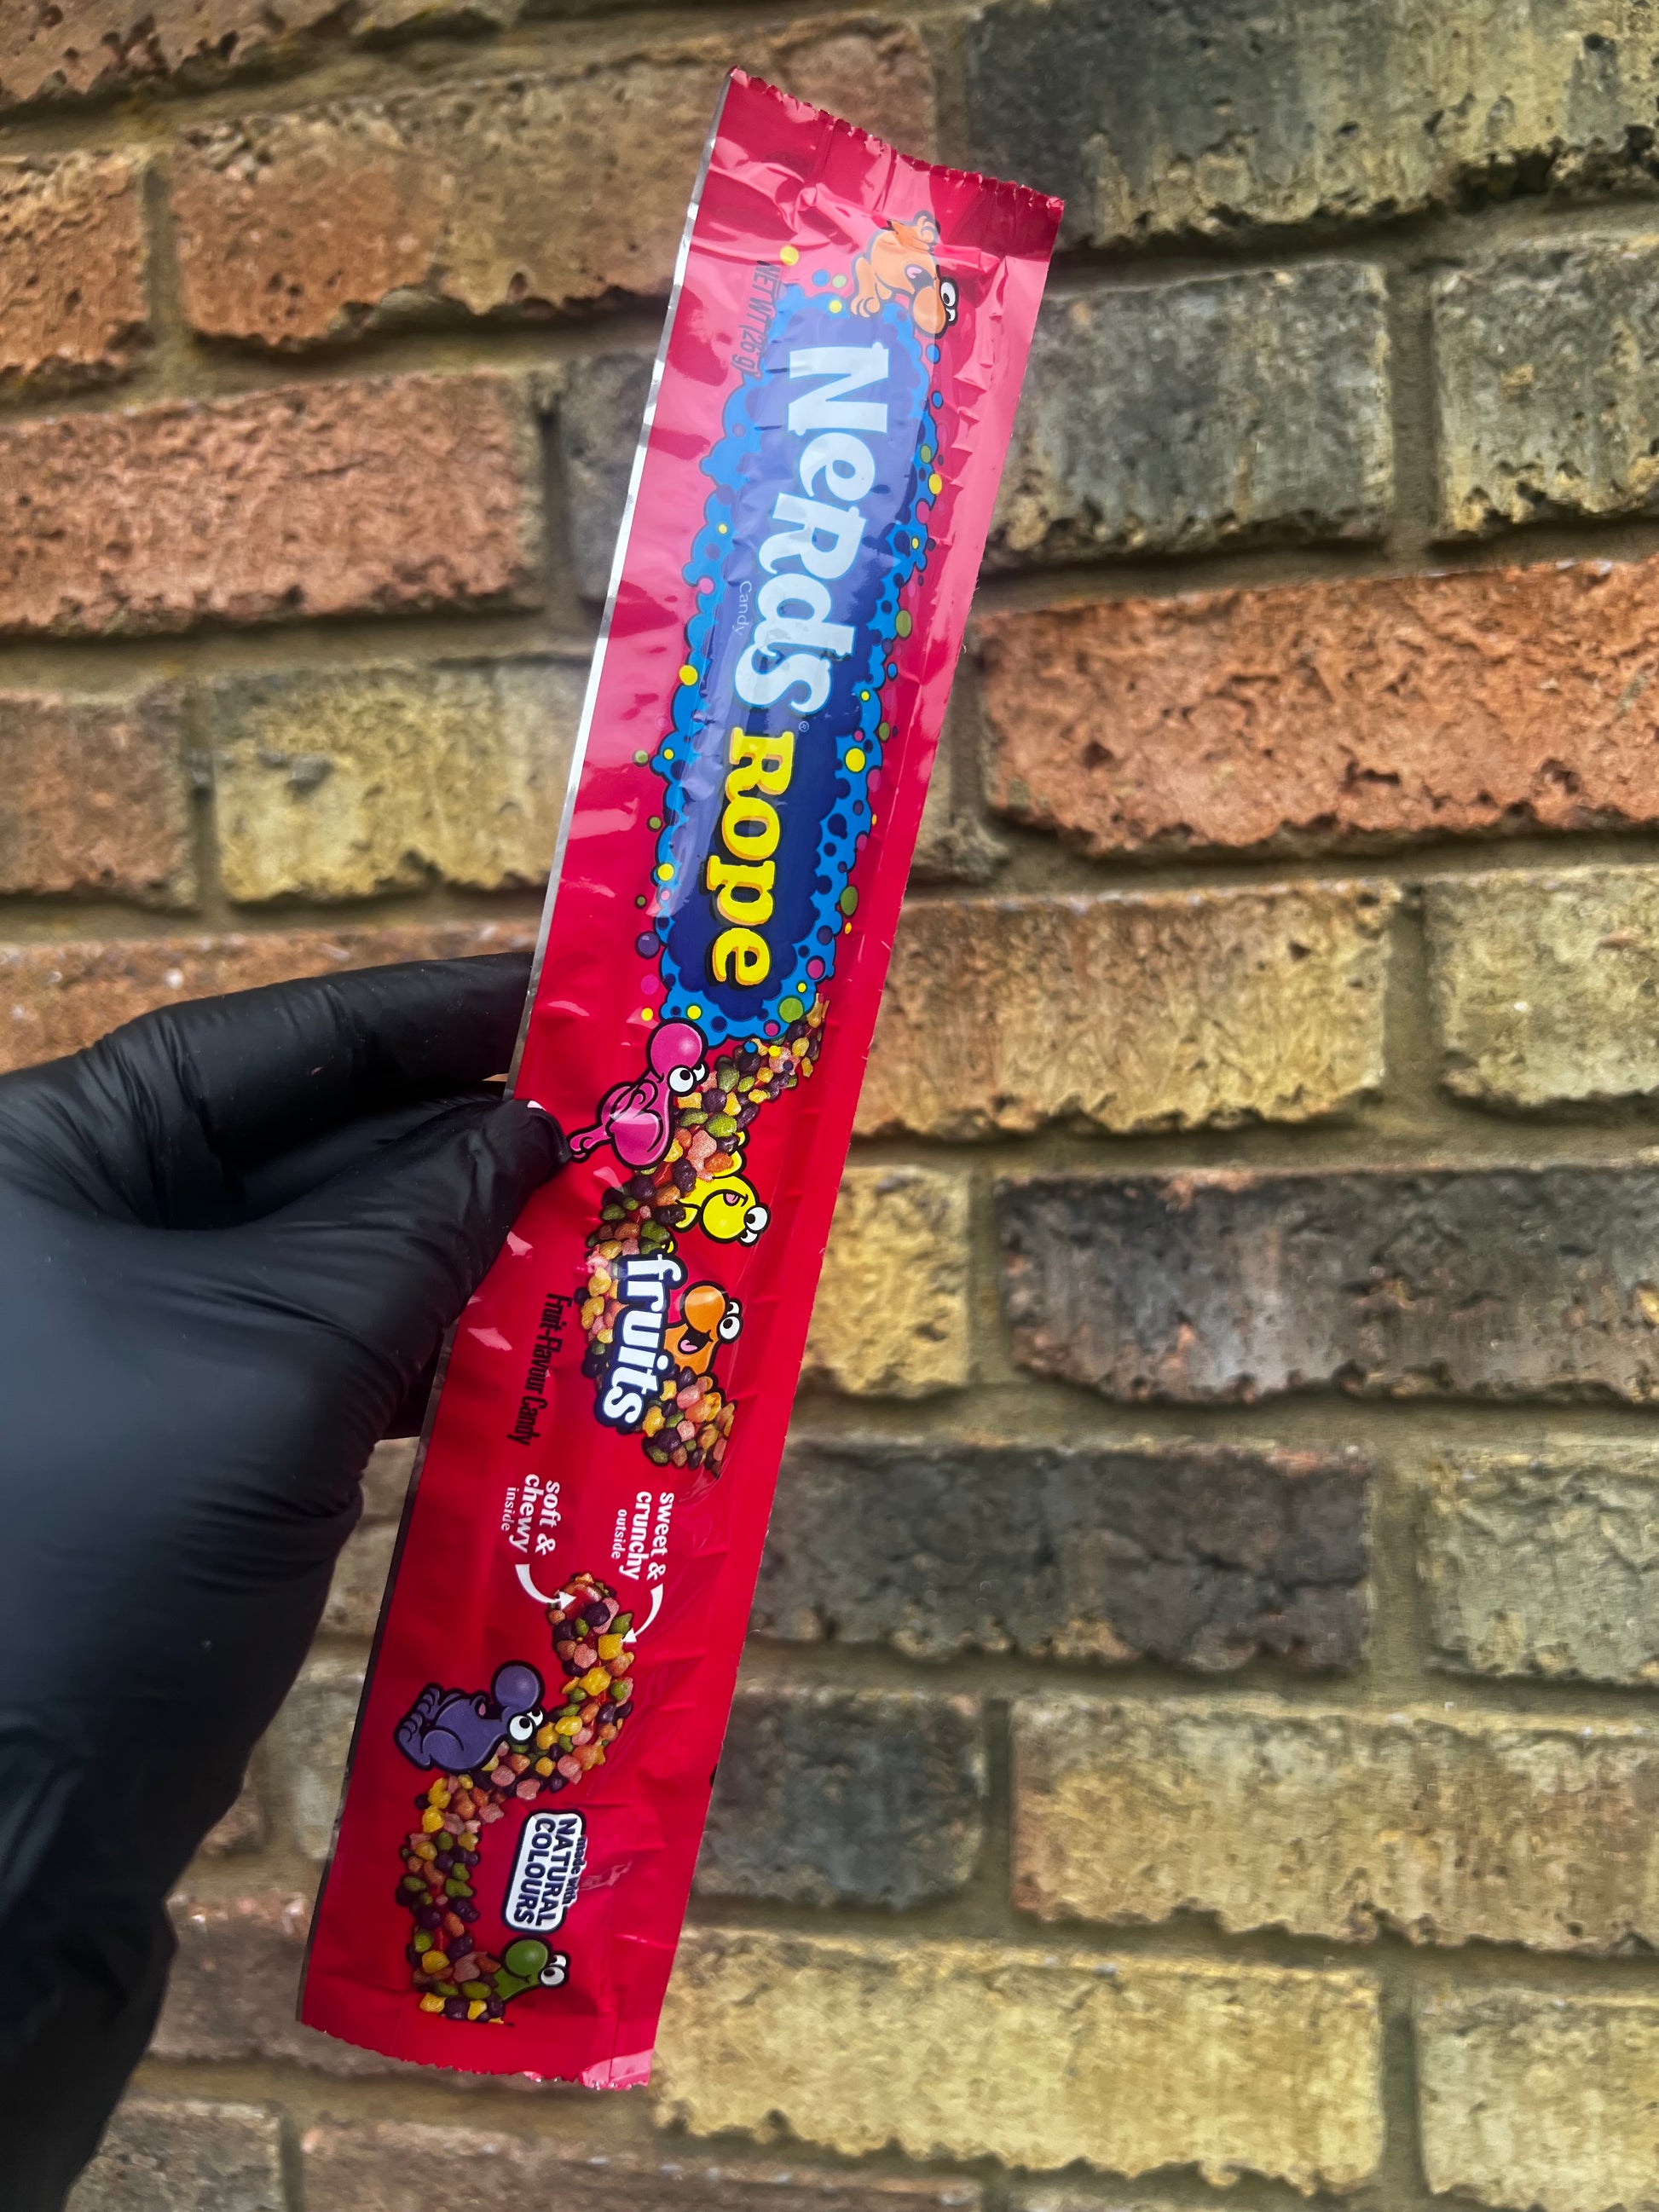 NET WT (26 g)
Nerds®
Candy
Rope
fruits
Fruit-Flavour Candy
sweet &
crunchy
outside
soft &
chewy
inside
made with
NATURAL
COLOURS